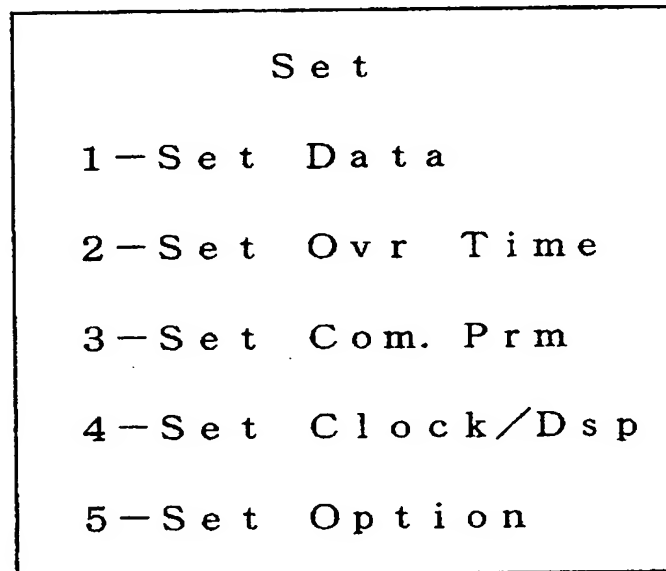 Set
1-Set Data
2-Set Ovr Time
3-Set Com. Prm
4-Set Clock/Dsp
5-Set Option